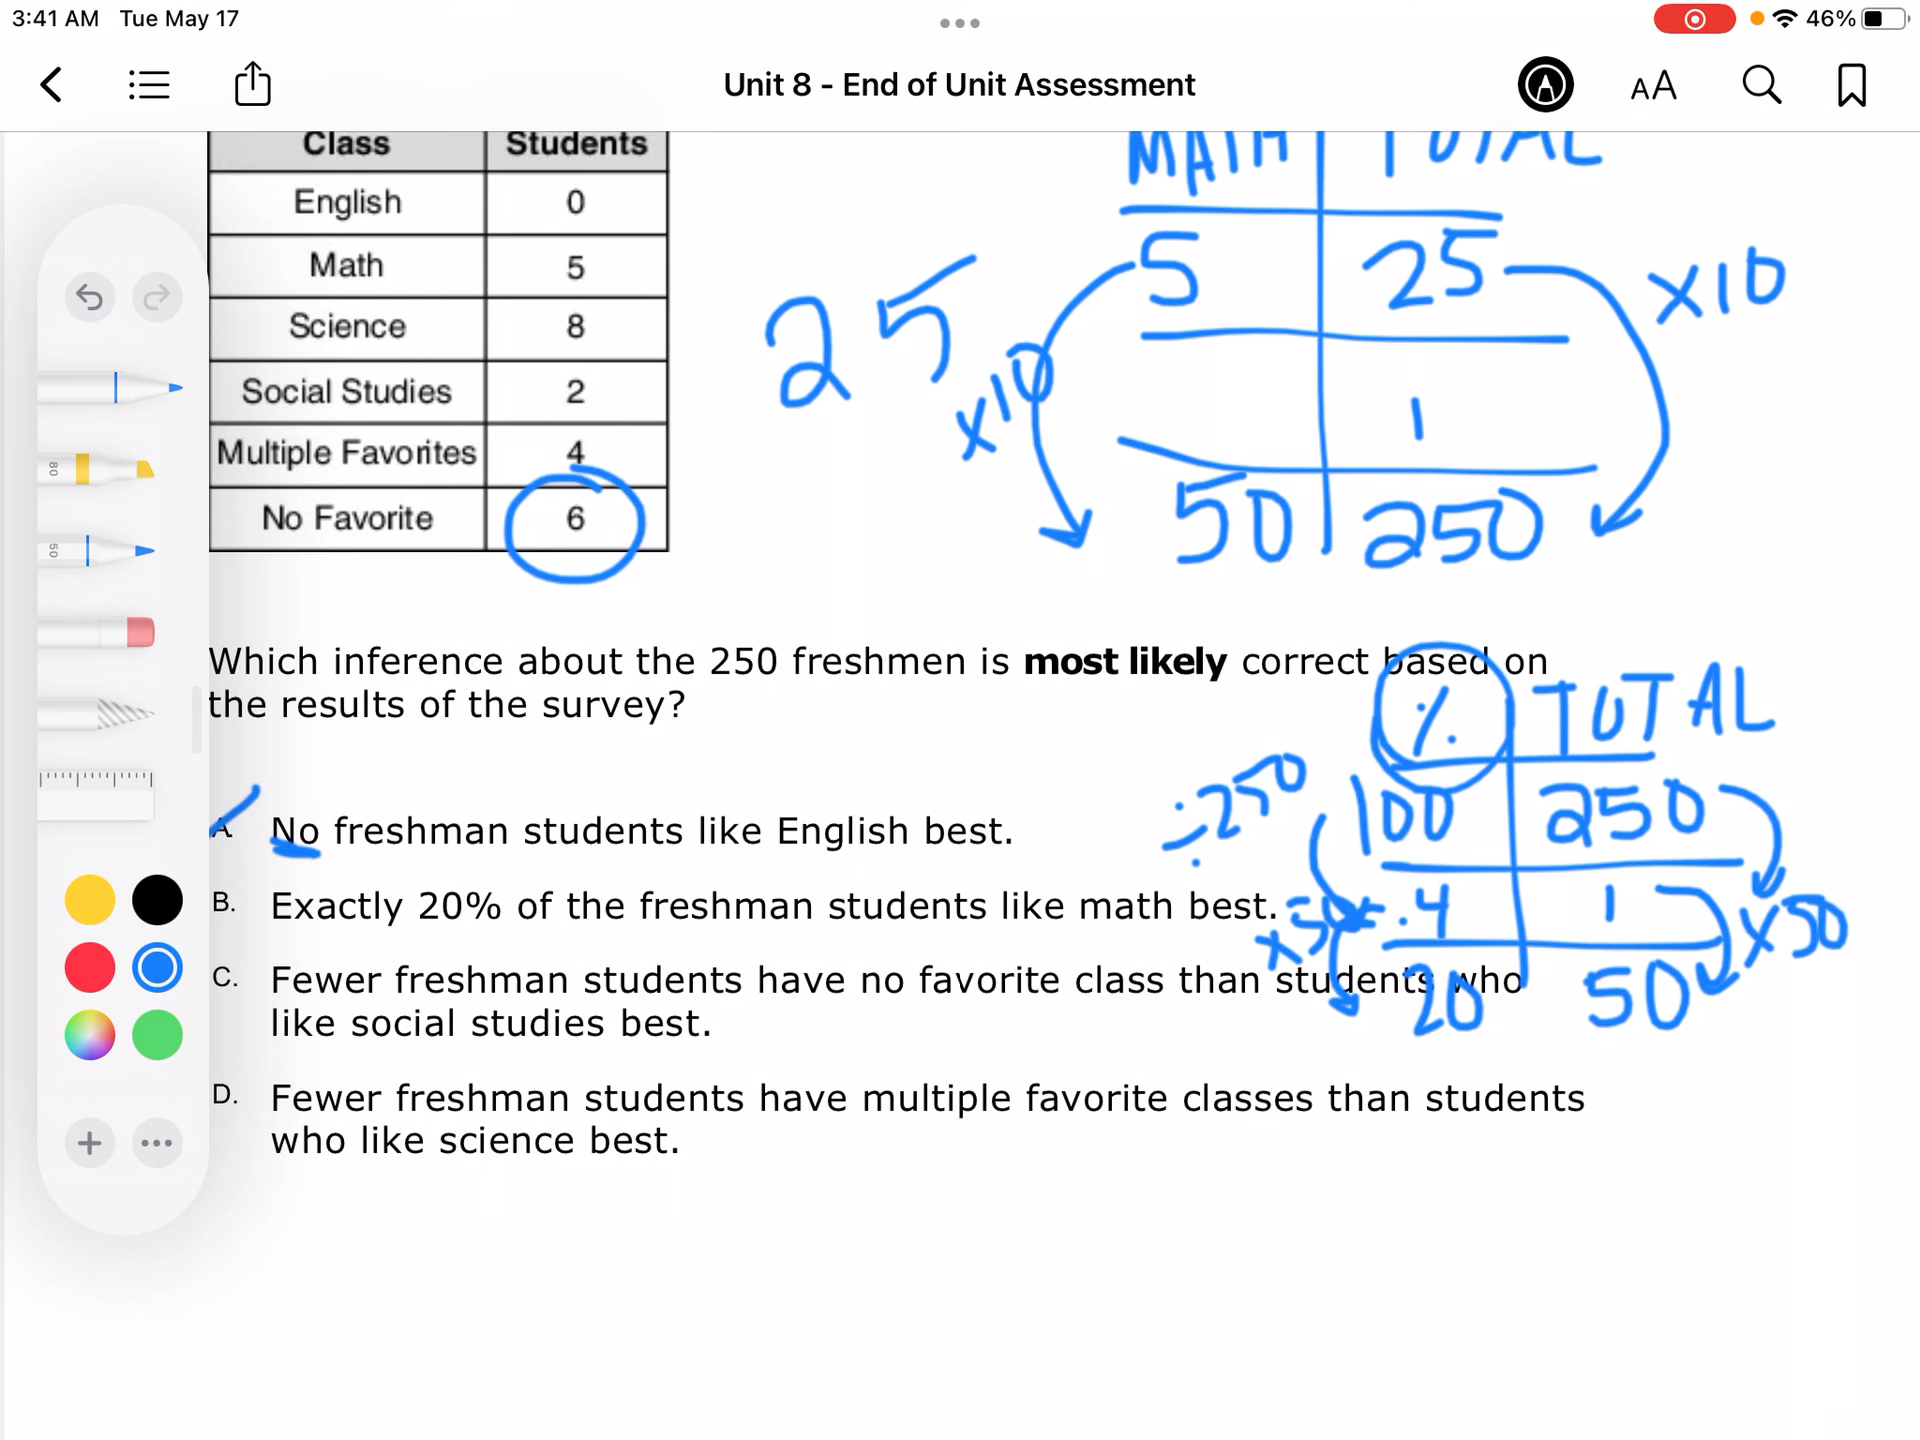 3:41 AM Tue May 17
46%
Unit 8 - End of Unit Assessment
Class Students
English 0
Math 5
Science 8
Social Studies 2
Multiple Favorites 4
No Favorite 6
25
MATH TOTAL
5 25
x10
x10
1
50 250
Which inference about the 250 freshmen is most likely correct based on
the results of the survey?
% TOTAL
÷250
100 250
.4 1
x50
x50
20 50
A No freshman students like English best.
B. Exactly 20% of the freshman students like math best.
C. Fewer freshman students have no favorite class than students who
like social studies best.
D. Fewer freshman students have multiple favorite classes than students
who like science best.
80
50
AA